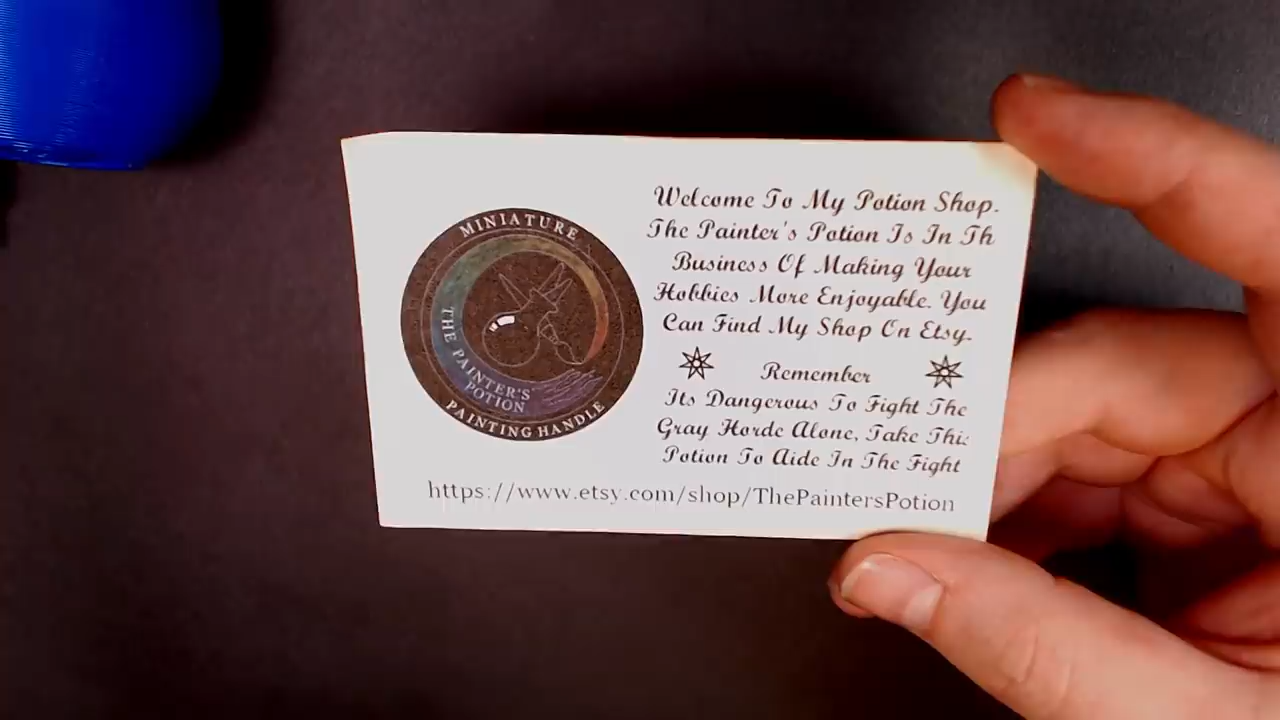 MINIATURE
THE PAINTER'S
POTION
PAINTING HANDLE
Welcome To My Potion Shop.
The Painter's Potion Is In Th
Business Of Making Your
Hobbies More Enjoyable. You
Can Find My Shop On Etsy.
Remember
Its Dangerous To Fight The
Gray Horde Alone, Take This
Potion To Aide In The Fight
https://www.etsy.com/shop/ThePaintersPotion